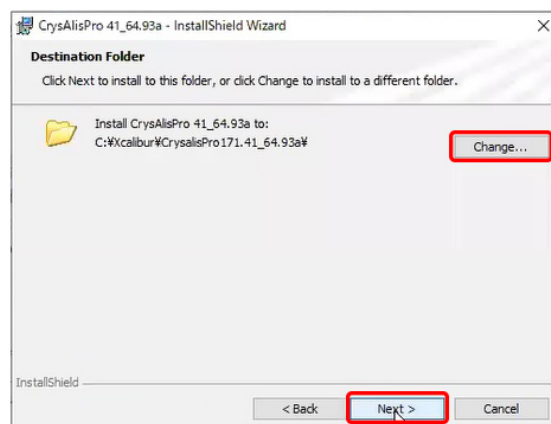 CrysAlisPro 41_64.93a - InstallShield Wizard
Destination Folder
Click Next to install to this folder, or click Change to install to a different folder.
Install CrysAlisPro 41_64.93a to:
C:¥Xcalibur¥CrysalisPro171.41_64.93a¥
Change...
InstallShield
< Back
Next >
Cancel